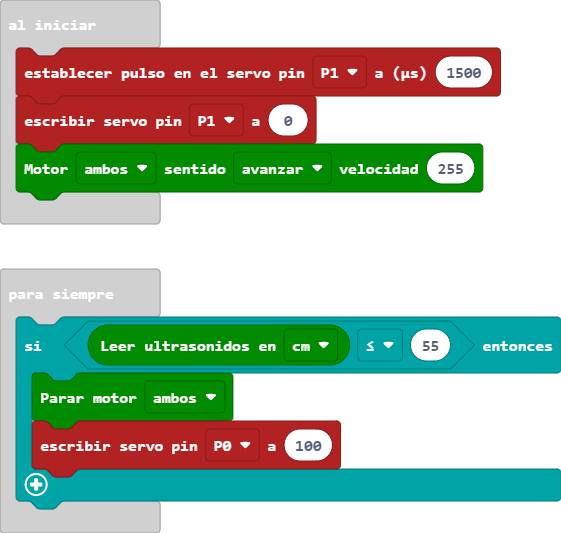 al iniciar
establecer pulso en el servo pin P1 a (µs) 1500
escribir servo pin P1 a 0
Motor ambos sentido avanzar velocidad 255
para siempre
si Leer ultrasonidos en cm ≤ 55 entonces
Parar motor ambos
escribir servo pin P0 a 100